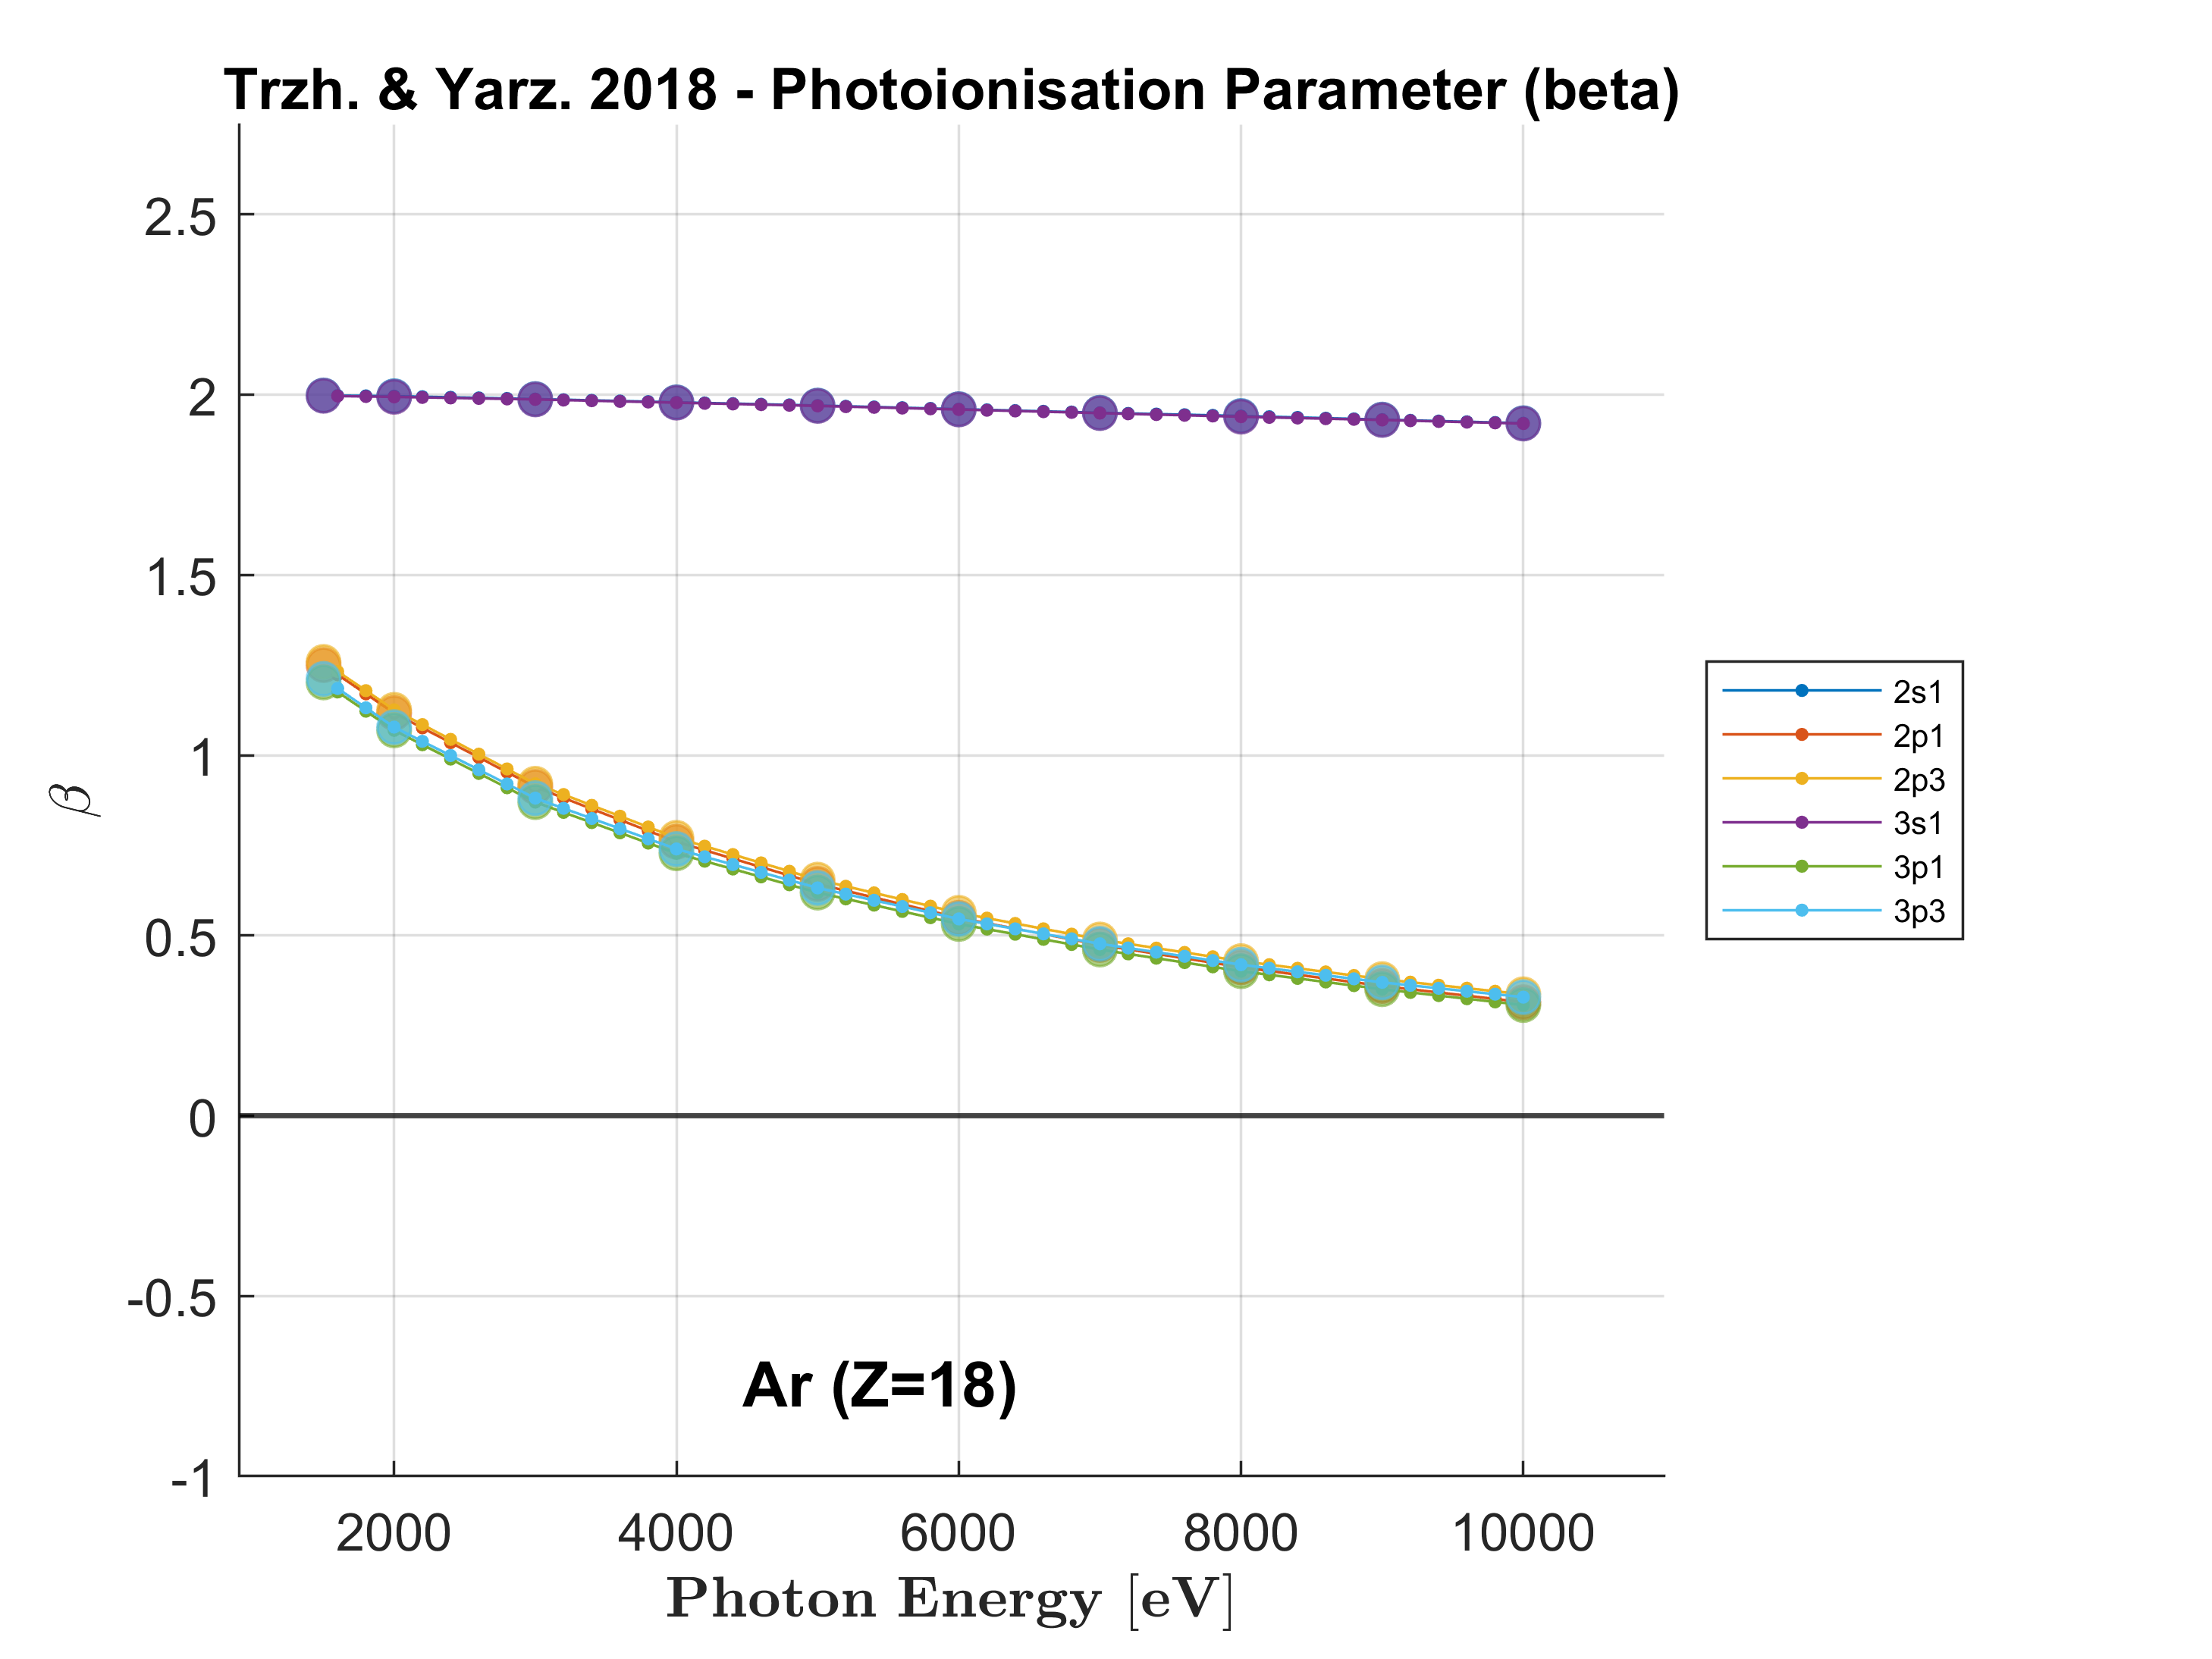 Trzh. & Yarz. 2018 - Photoionisation Parameter (beta)
2.5
2
1.5
1
0.5
0
-0.5
-1
β
2000 4000 6000 8000 10000
Photon Energy [eV]
Ar (Z=18)
2s1
2p1
2p3
3s1
3p1
3p3